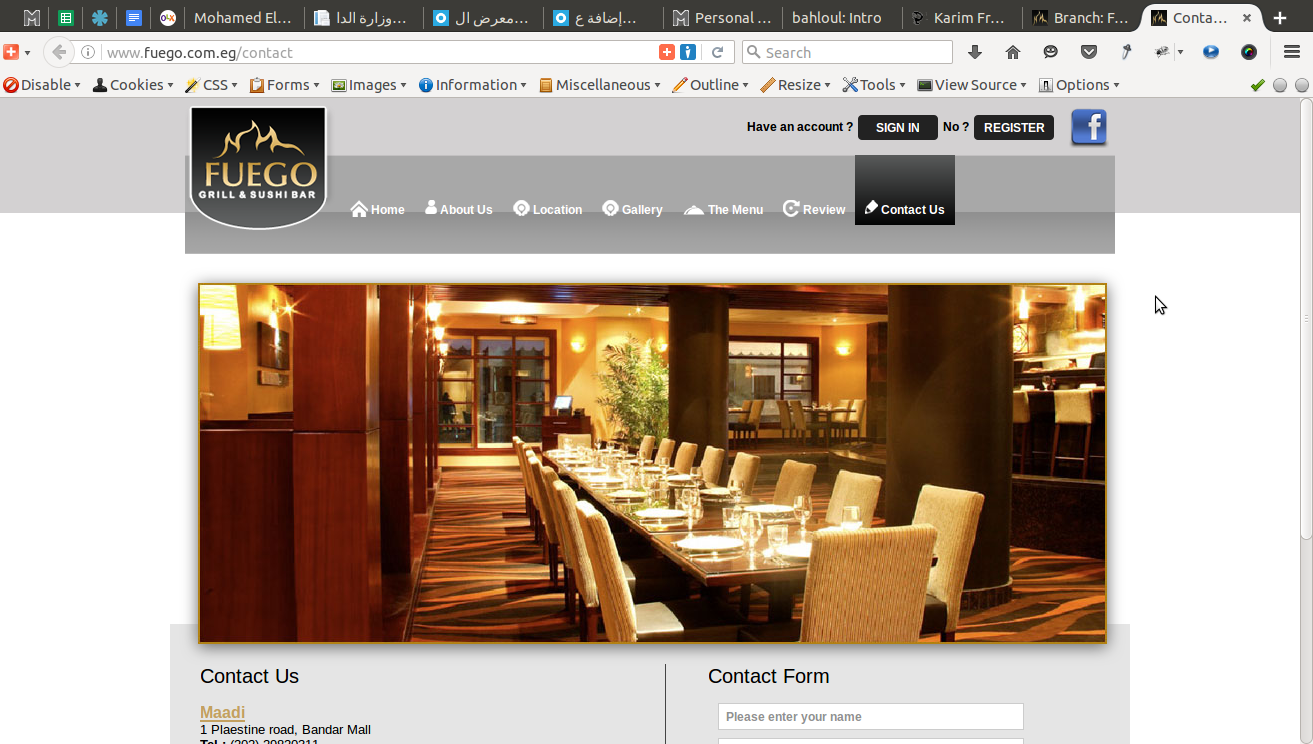 Mohamed El...
وزارة الدا...
معرض ال...
إضافة ع...
Personal ...
bahloul: Intro
Karim Fr...
Branch: F...
Conta...
www.fuego.com.eg/contact
Search
Disable Cookies CSS Forms Images Information Miscellaneous Outline Resize Tools View Source Options
FUEGO
GRILL & SUSHI BAR
Have an account ? SIGN IN No ? REGISTER
Home About Us Location Gallery The Menu Review Contact Us
Contact Us
Contact Form
Maadi
Please enter your name
1 Plaestine road, Bandar Mall
Tel : (202) 29820311